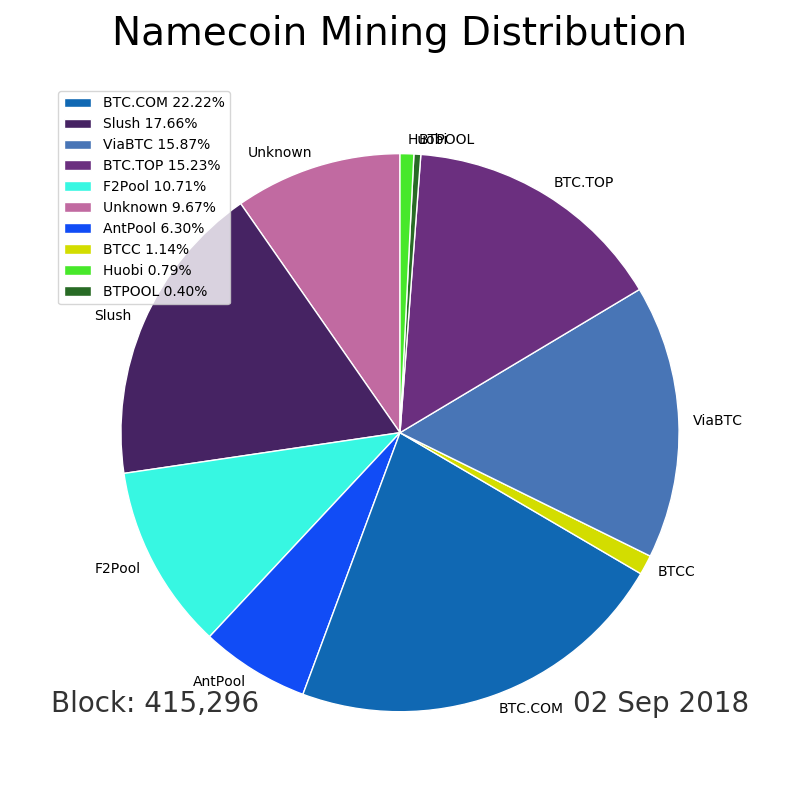 Namecoin Mining Distribution
BTC.COM 22.22%
Slush 17.66%
ViaBTC 15.87%
BTC.TOP 15.23%
F2Pool 10.71%
Unknown 9.67%
AntPool 6.30%
BTCC 1.14%
Huobi 0.79%
BTPOOL 0.40%
Huobi
BTPOOL
Unknown
BTC.TOP
Slush
ViaBTC
F2Pool
BTCC
AntPool
BTC.COM
Block: 415,296
02 Sep 2018